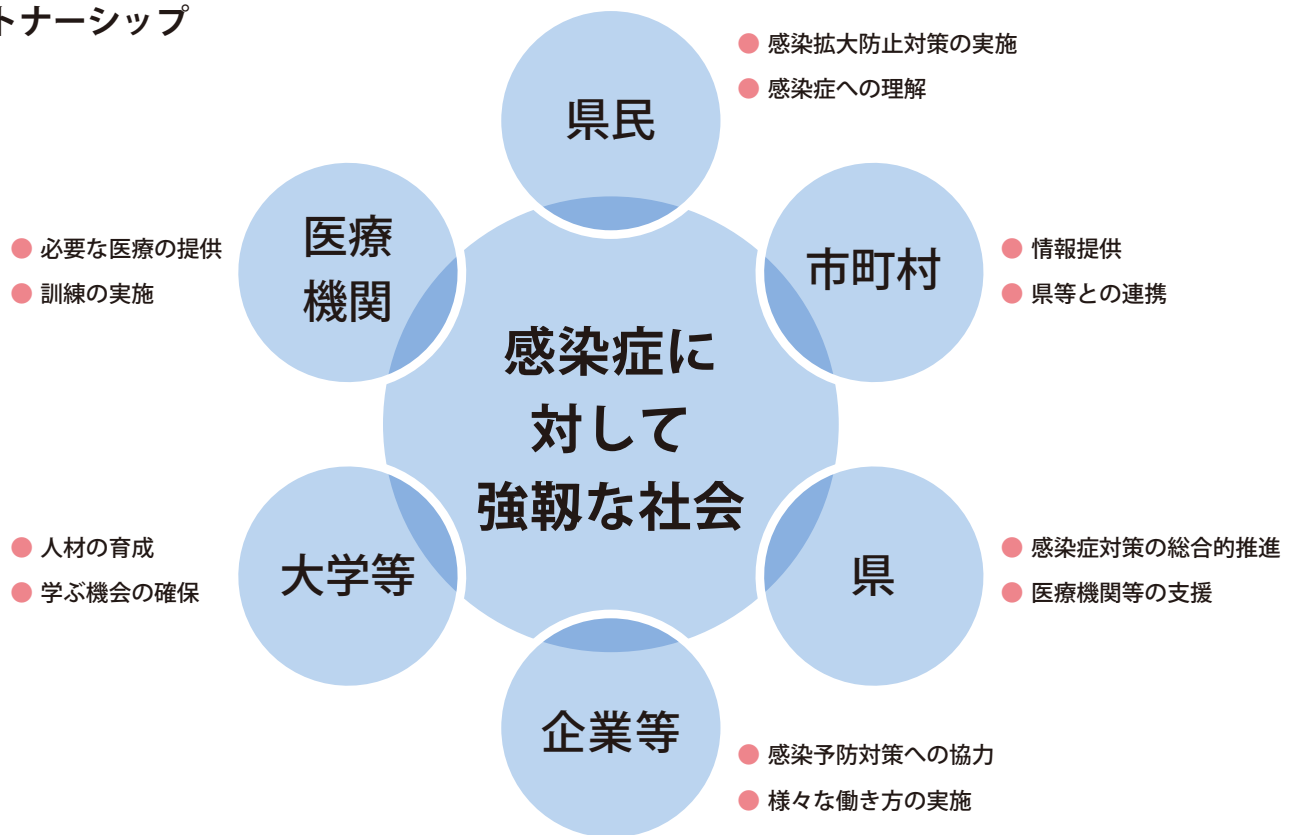 トナーシップ
県民
● 感染拡大防止対策の実施
● 感染症への理解
市町村
● 情報提供
● 県等との連携
県
● 感染症対策の総合的推進
● 医療機関等の支援
企業等
● 感染予防対策への協力
● 様々な働き方の実施
大学等
● 人材の育成
● 学ぶ機会の確保
医療
機関
● 必要な医療の提供
● 訓練の実施
感染症に
対して
強靱な社会